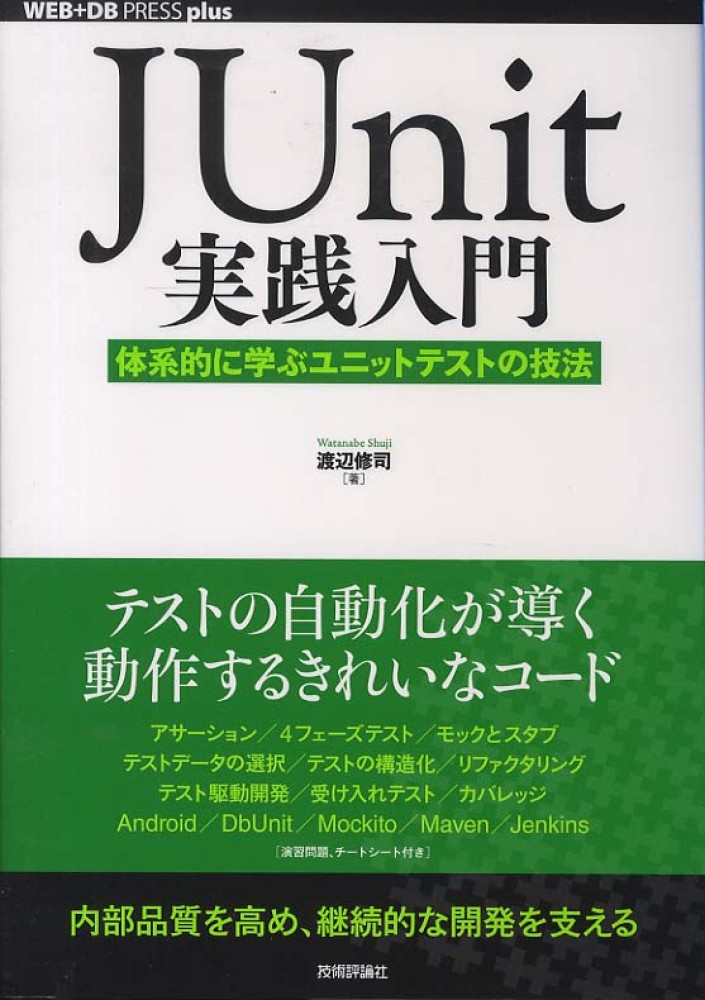 WEB+DB PRESS plus
JUnit
実践入門
体系的に学ぶユニットテストの技法
Watanabe Shuji
渡辺修司
[著]
テストの自動化が導く
動作するきれいなコード
アサーション/4フェーズテスト/モックとスタブ
テストデータの選択/テストの構造化/リファクタリング
テスト駆動開発/受け入れテスト/カバレッジ
Android/DbUnit/Mockito/Maven/Jenkins
[演習問題、チートシート付き]
内部品質を高め、継続的な開発を支える
技術評論社